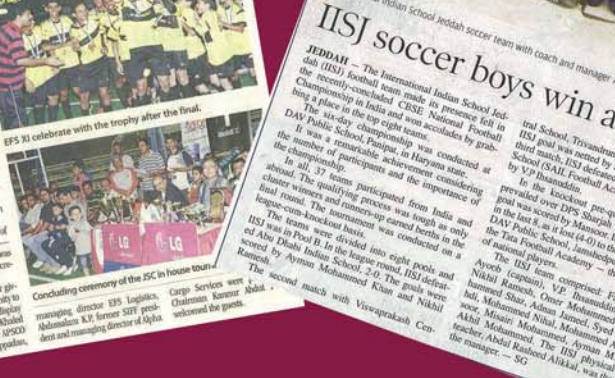 EFS XI celebrate with the trophy after the final.
LG
LG
Concluding ceremony of the JSC in house
managing director EFS Logistics,
Abdussalam K.P, former SIFF presi-
dent and managing director of Alpha
Cargo Services were
Chairman Kannur Abdul
welcomed the guests.
Indian School Jeddah soccer team with coach and manager
IISJ soccer boys win a
JEDDAH — The International Indian School Jed-
dah (IISJ) football team made its presence felt in
the recently-concluded CBSE National Football
Championship in India and won accolades by grab-
bing a place in the top eight teams.
The six-day championship was conducted at
DAV Public School, Panipat, in Haryana state.
It was a remarkable achievement considering
the number of participants and the importance of
the championship.
In all, 37 teams participated from India and
abroad. The qualifying process was tough as only
cluster winners and runners-up earned berths in the
final round. The tournament was conducted on a
league-cum-knockout basis.
The teams were divided into eight pools and
IISJ was in Pool B. In the league round, IISJ defeat-
ed Abu Dhabi Indian School, 2-0. The goals were
scored by Ayman Mohammed Khan and Nikhil
Ramesh.
The second match with Viswaprakash Cen-
tral School, Trivandrum
IISJ goal was netted
third match, IISJ defeated
School (SAIL Football
by V.P Ihsanuddin.
In the knockout
prevailed over DPS Sharjah
goal was scored by Mansoor.
in the last 8, as it lost (4-0) to
DAV Public School, Jamshedpur
the Tata Football Academy —
of national players.
The IISJ team comprised
Ayoob (captain), V.P. Ihsanuddin
Nikhil Ramesh, Omer Mohammed
Shaz, Adnan Jameel, Syed
Mohammed Nihal, Mohammed
soor, Misairi Mohammed, Ayman
Akhil Mohammed. The IISJ physical
teacher, Abdul Rasheed Alikkal, was
the manager. — SG